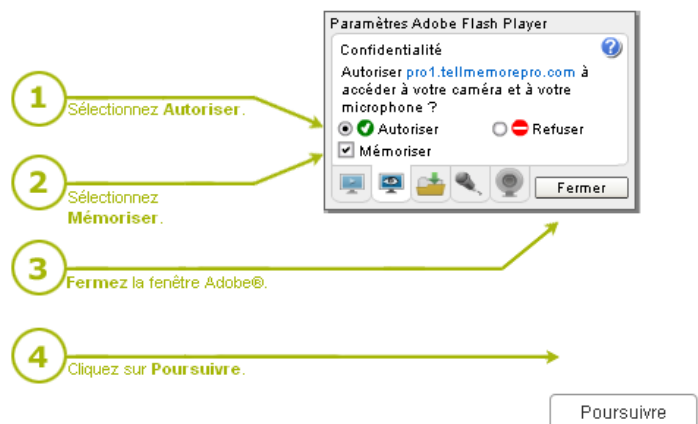 Paramètres Adobe Flash Player
Confidentialité
?
Autoriser pro1.tellmemorepro.com à
accéder à votre caméra et à votre
microphone ?
Autoriser
Refuser
Mémoriser
Fermer
1
Sélectionnez Autoriser.
2
Sélectionnez
Mémoriser.
3
Fermez la fenêtre Adobe®.
4
Cliquez sur Poursuivre.
Poursuivre